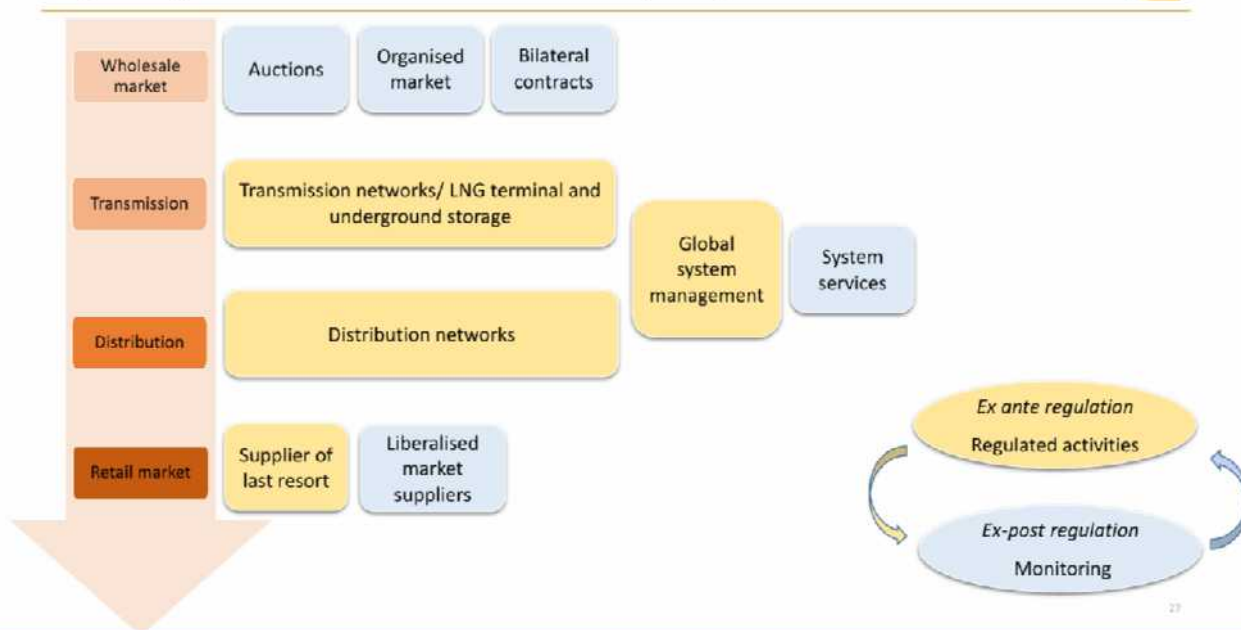 Wholesale
market
Auctions
Organised
market
Bilateral
contracts
Transmission
Transmission networks/ LNG terminal and
underground storage
Global
system
management
System
services
Distribution
Distribution networks
Retail market
Supplier of
last resort
Liberalised
market
suppliers
Ex ante regulation
Regulated activities
Ex-post regulation
Monitoring
27